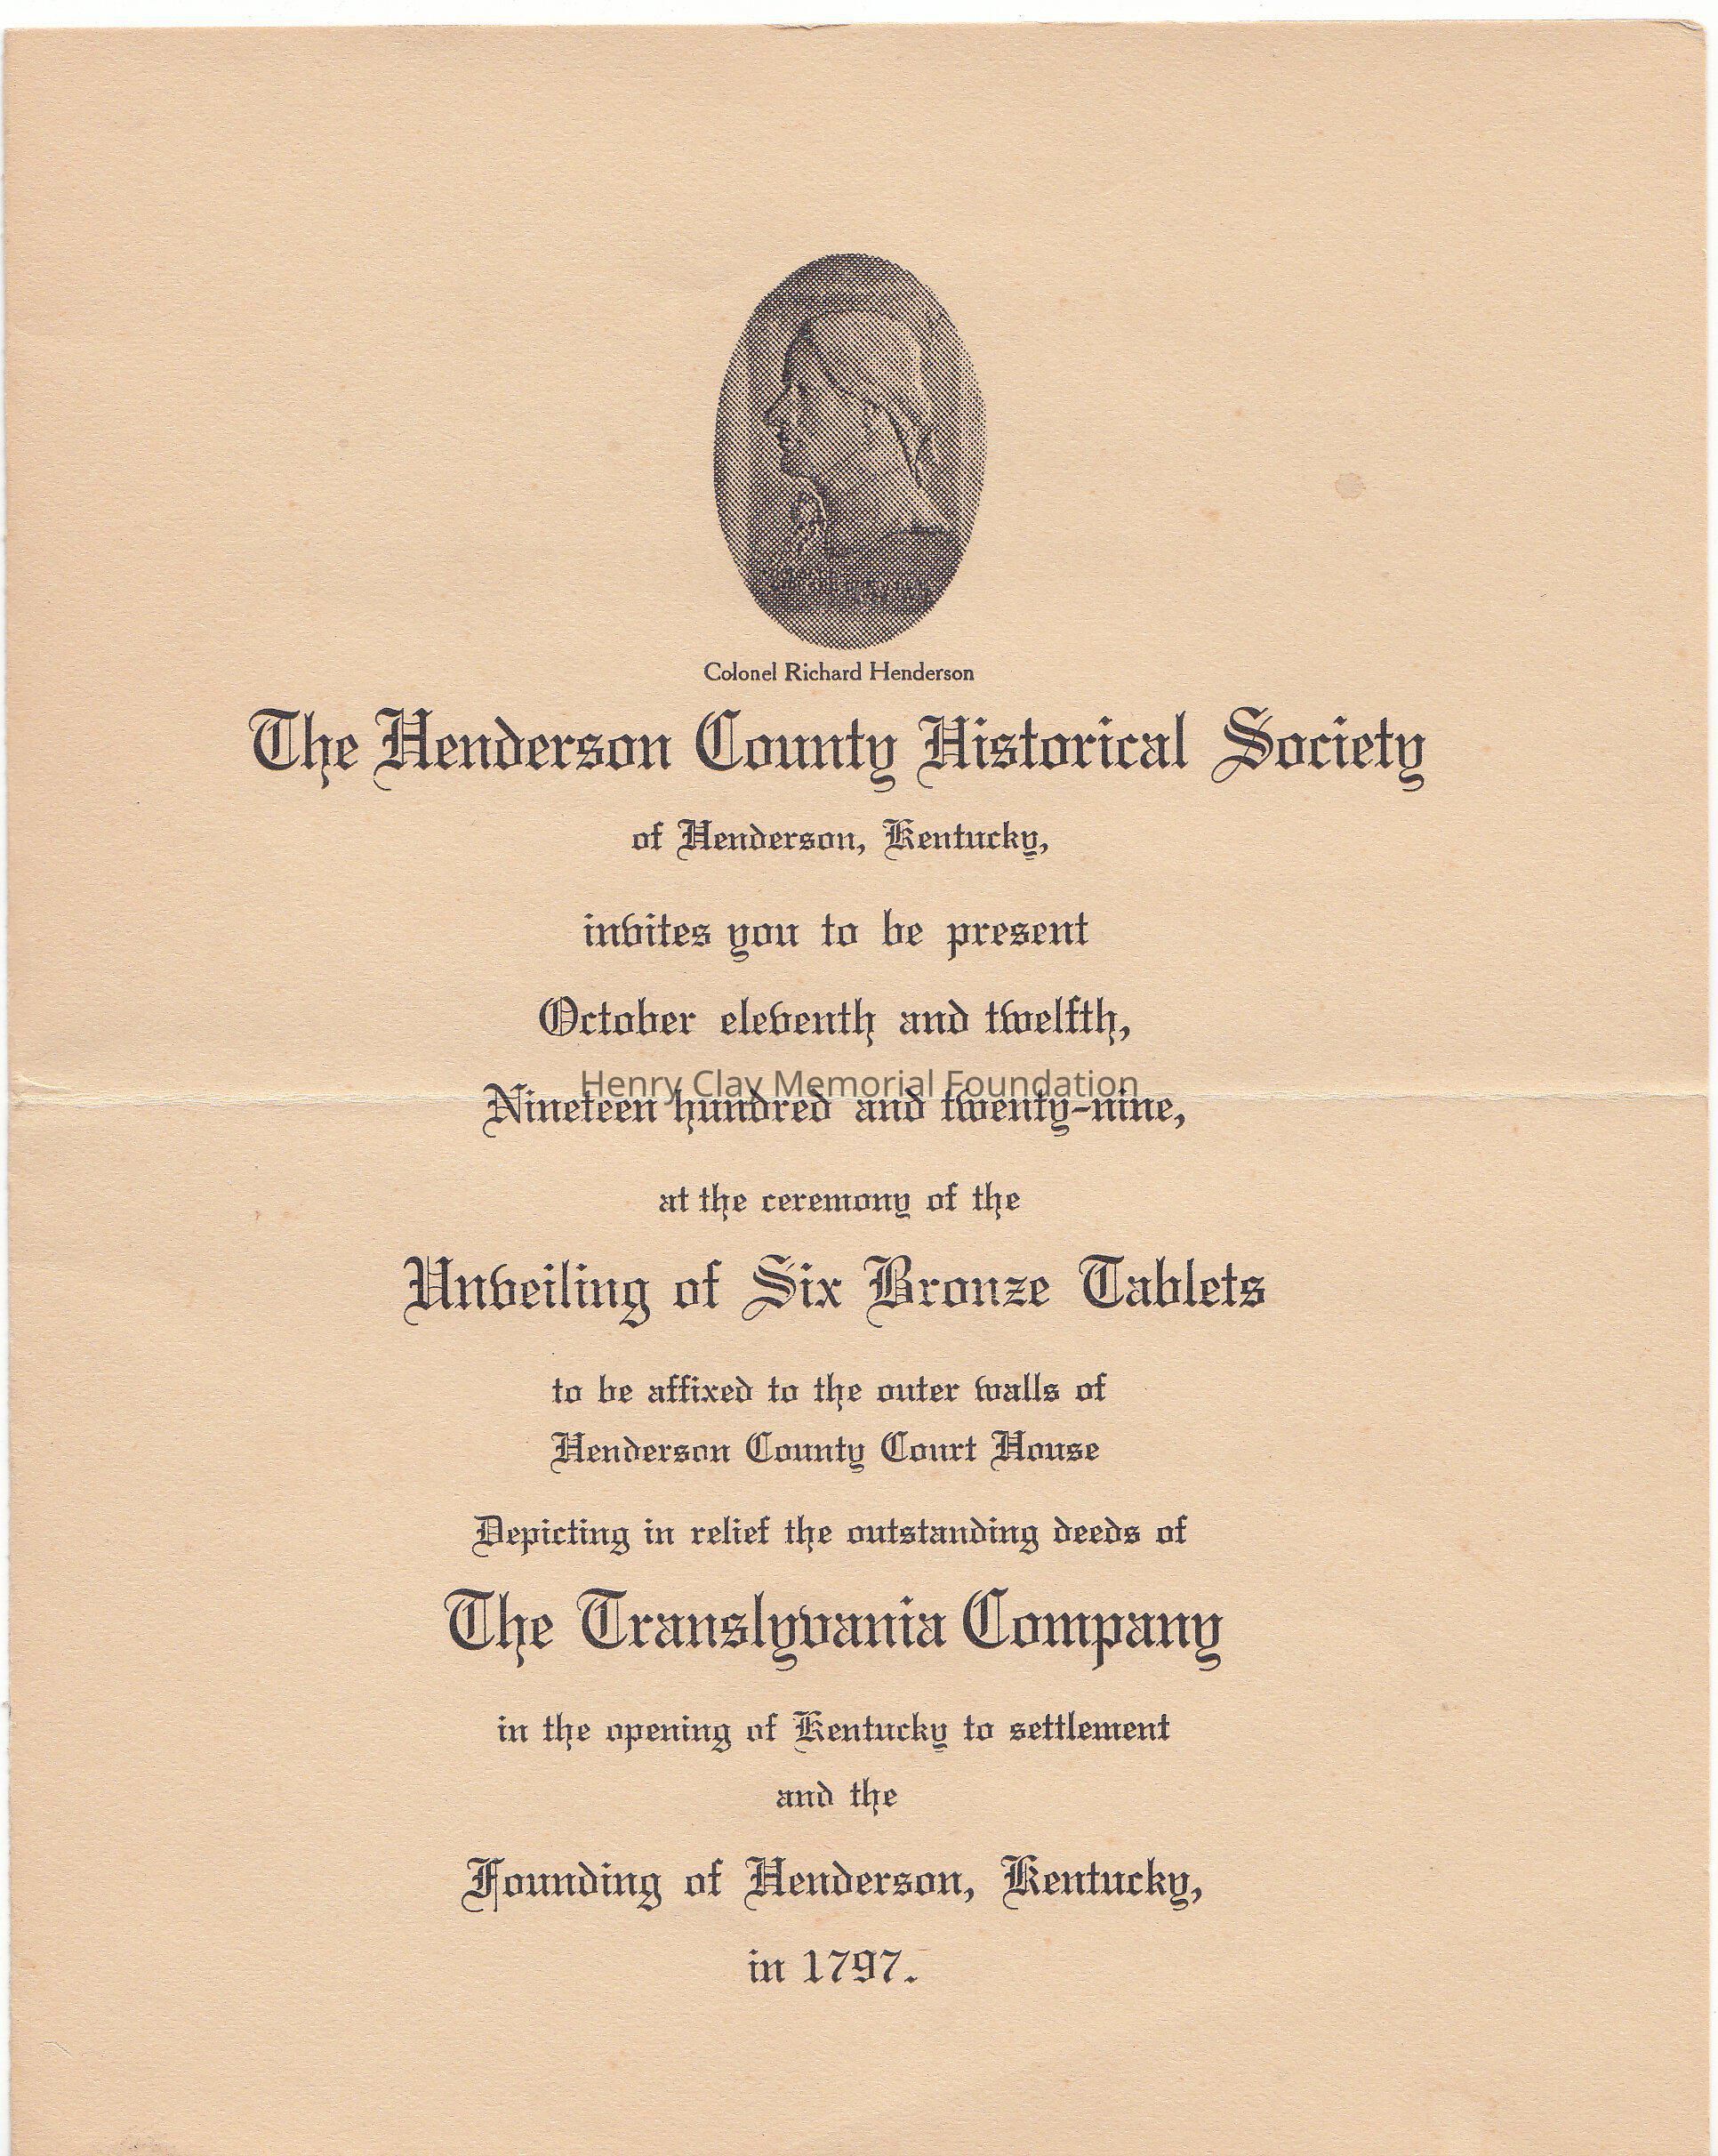 Colonel Richard Henderson
The Henderson County Historical Society
of Henderson, Kentucky,
invites you to be present
October eleventh and twelfth,
Henry Clay Memorial Foundation
Nineteen hundred and twenty-nine,
at the ceremony of the
Unveiling of Six Bronze Tablets
to be affixed to the outer walls of
Henderson County Court House
Depicting in relief the outstanding deeds of
The Translyvania Company
in the opening of Kentucky to settlement
and the
Founding of Henderson, Kentucky,
in 1797.